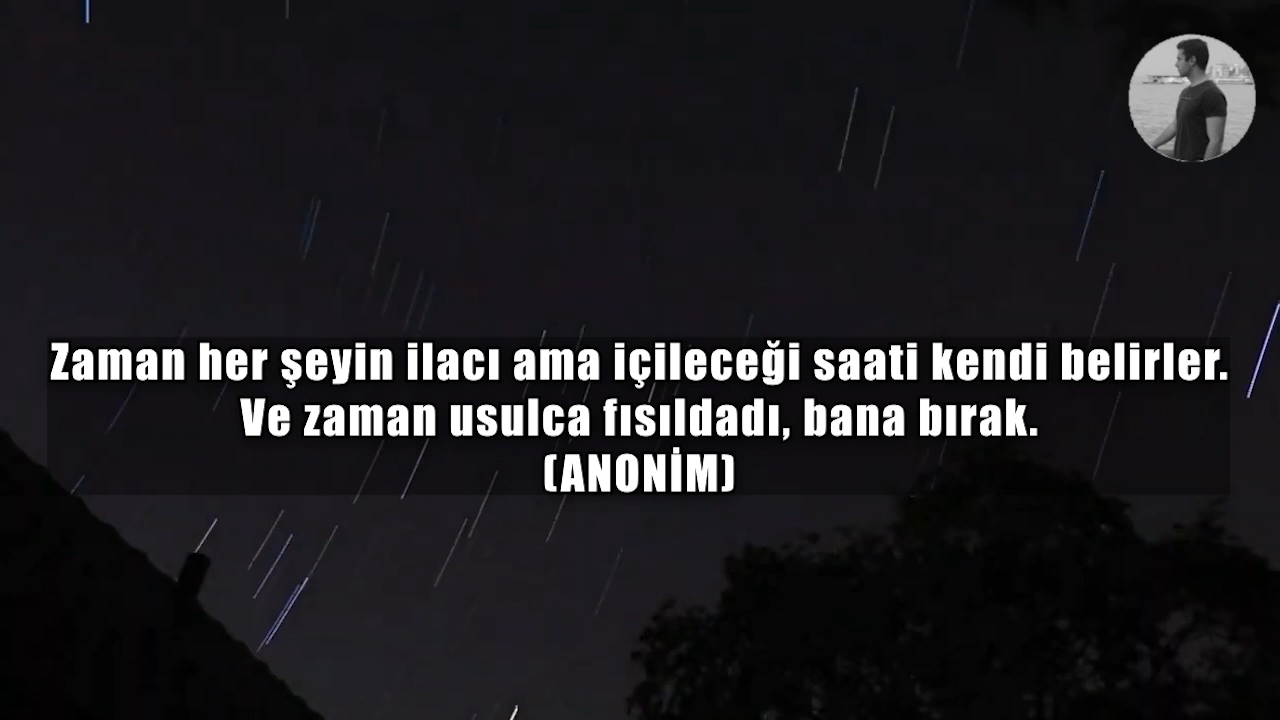 Zaman her şeyin ilacı ama içileceği saati kendi belirler.
Ve zaman usulca fısıldadı, bana bırak.
(ANONİM)